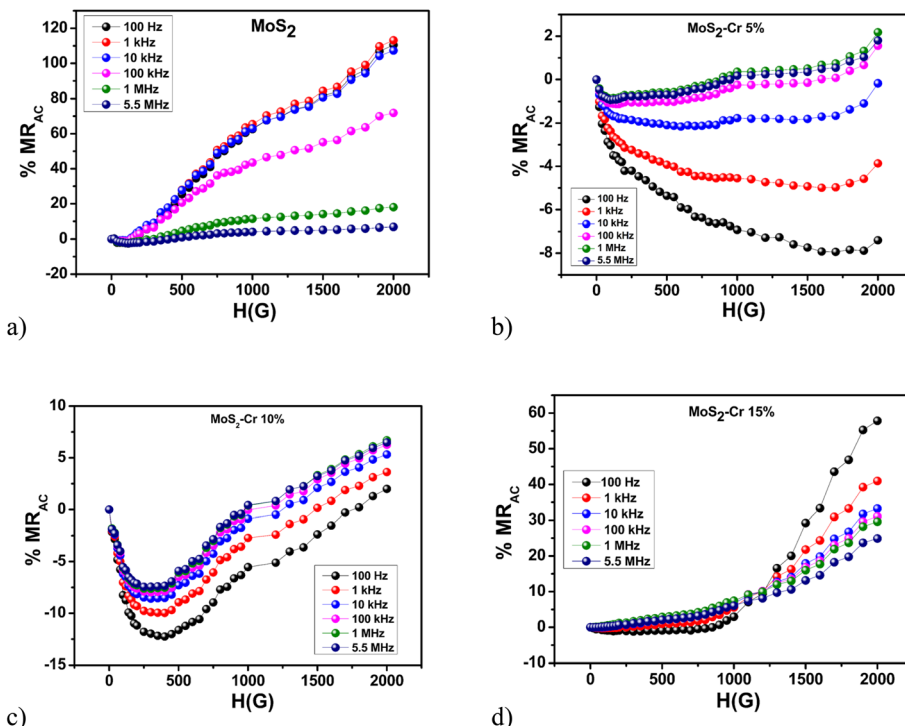 MoS2
% MRAC
120
100
80
60
40
20
0
-20
100 Hz
1 kHz
10 kHz
100 kHz
1 MHz
5.5 MHz
0 500 1000 1500 2000
H(G)
a)
MoS2-Cr 5%
% MRAC
2
0
-2
-4
-6
-8
100 Hz
1 kHz
10 kHz
100 kHz
1 MHz
5.5 MHz
0 500 1000 1500 2000
H(G)
b)
MoS2-Cr 10%
% MRAC
10
5
0
-5
-10
-15
100 Hz
1 kHz
10 kHz
100 kHz
1 MHz
5.5 MHz
0 500 1000 1500 2000
H(G)
c)
MoS2-Cr 15%
% MRAC
60
50
40
30
20
10
0
-10
100 Hz
1 kHz
10 kHz
100 kHz
1 MHz
5.5 MHz
0 500 1000 1500 2000
H(G)
d)